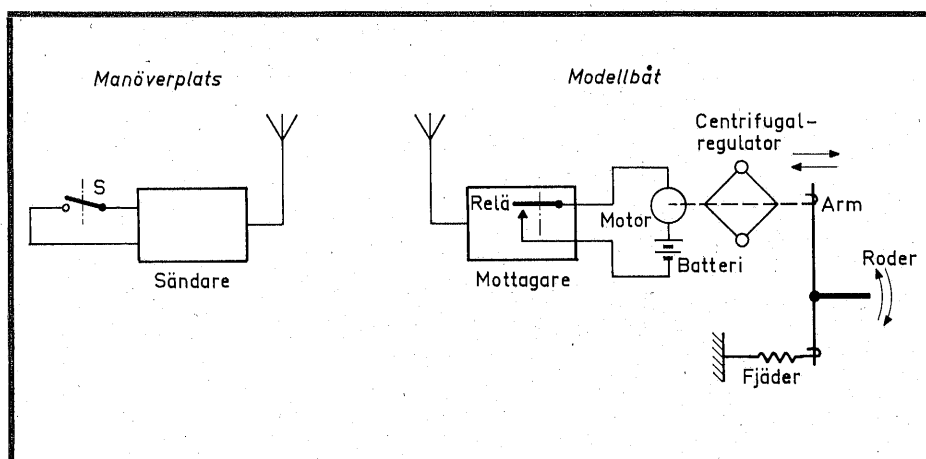 Manöverplats
Modellbåt
Centrifugal-
regulator
S
Relä
Motor
Arm
Batteri
Roder
Sändare
Mottagare
Fjäder